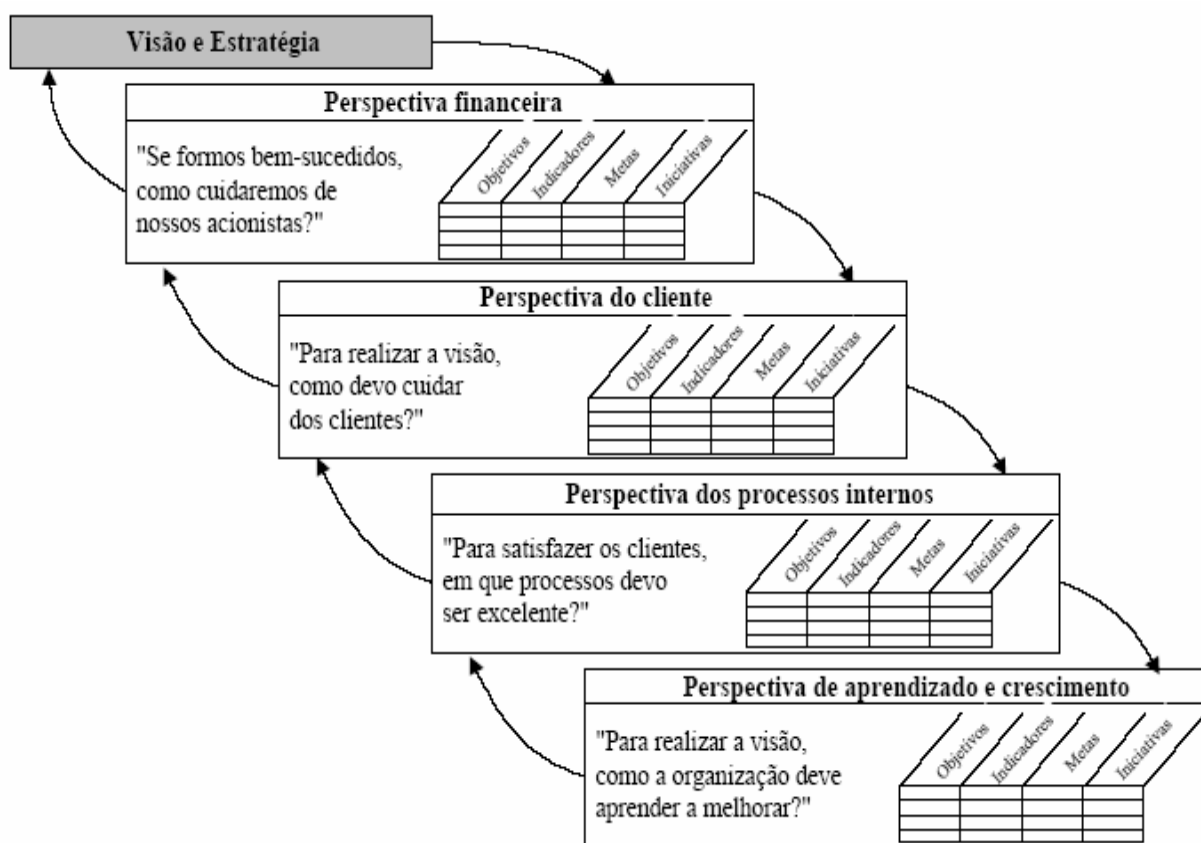 Visão e Estratégia
Perspectiva financeira
"Se formos bem-sucedidos,
como cuidaremos de
nossos acionistas?"
Objetivos
Indicadores
Metas
Iniciativas
Perspectiva do cliente
"Para realizar a visão,
como devo cuidar
dos clientes?"
Objetivos
Indicadores
Metas
Iniciativas
Perspectiva dos processos internos
"Para satisfazer os clientes,
em que processos devo
ser excelente?"
Objetivos
Indicadores
Metas
Iniciativas
Perspectiva de aprendizado e crescimento
"Para realizar a visão,
como a organização deve
aprender a melhorar?"
Objetivos
Indicadores
Metas
Iniciativas